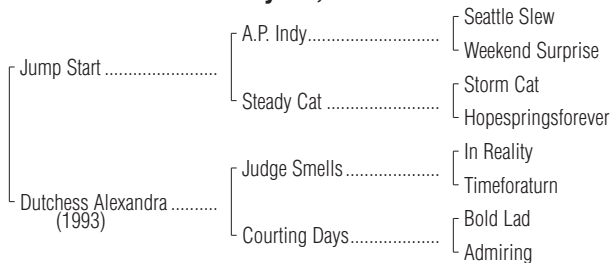 Seattle Slew
A.P. Indy
Weekend Surprise
Jump Start
Storm Cat
Steady Cat
Hopespringsforever
In Reality
Judge Smells
Timeforaturn
Dutchess Alexandra
(1993)
Bold Lad
Courting Days
Admiring